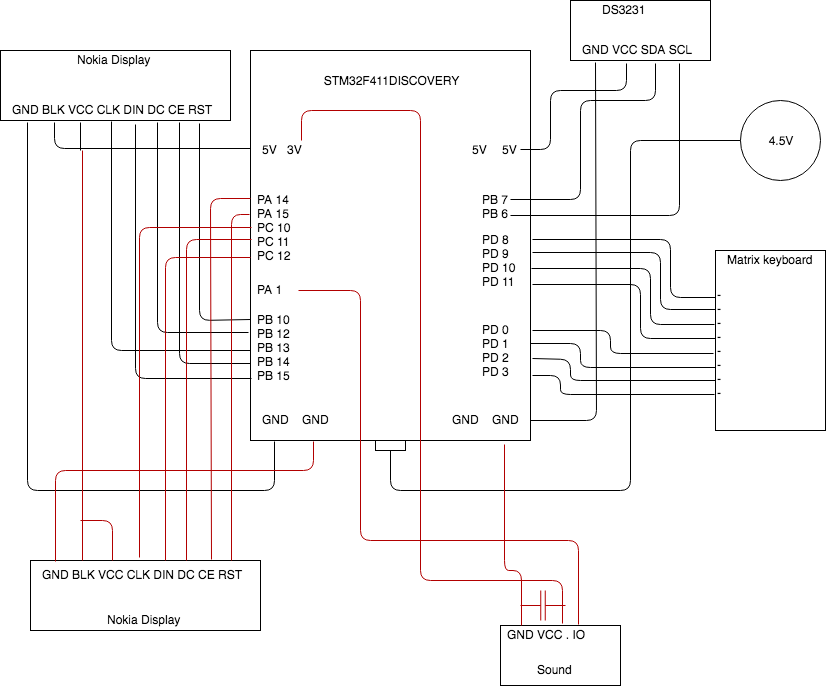 DS3231
GND VCC SDA SCL
Nokia Display
GND BLK VCC CLK DIN DC CE RST
STM32F411DISCOVERY
4.5V
5V 3V
5V 5V
PA 14
PA 15
PC 10
PC 11
PC 12
PA 1
PB 10
PB 12
PB 13
PB 14
PB 15
GND GND
PB 7
PB 6
PD 8
PD 9
PD 10
PD 11
PD 0
PD 1
PD 2
PD 3
GND GND
Matrix keyboard
-
-
-
-
-
-
-
-
GND BLK VCC CLK DIN DC CE RST
Nokia Display
GND VCC . IO
Sound